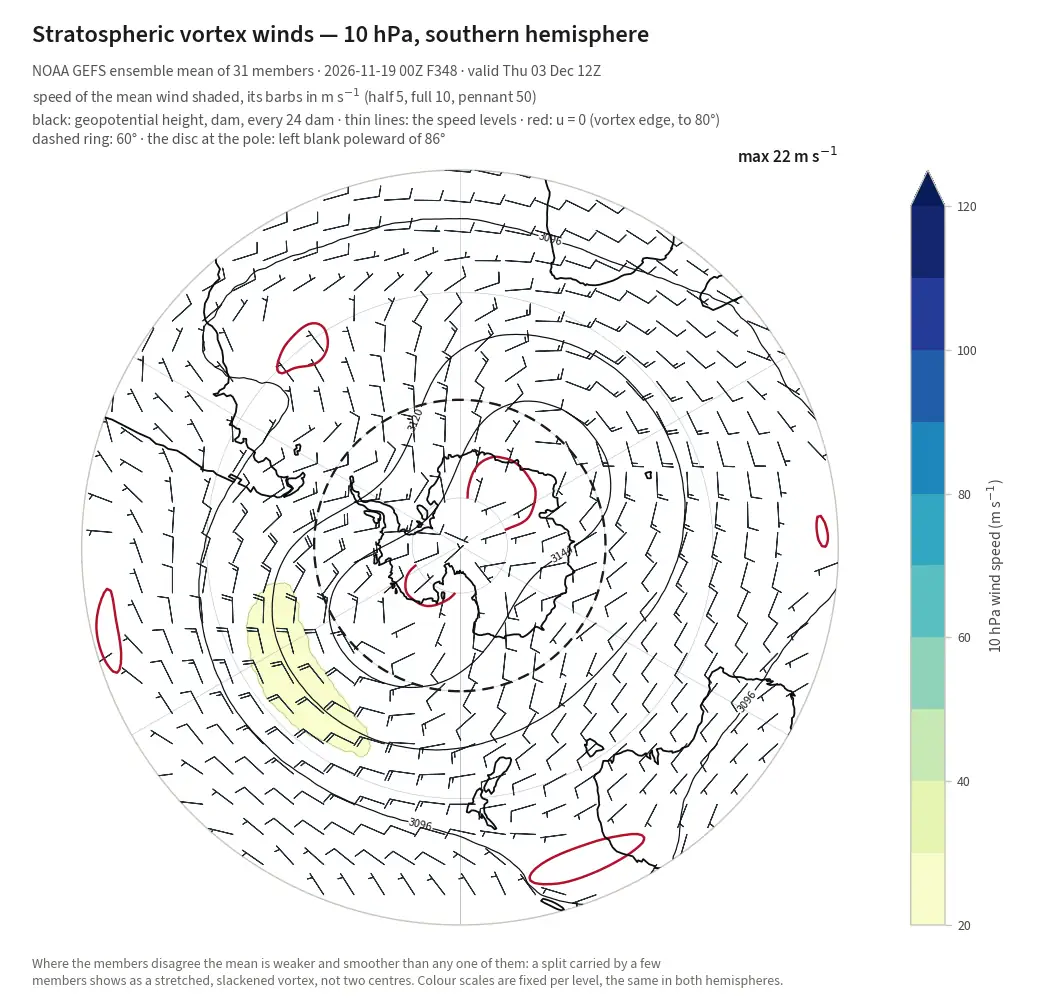 Stratospheric vortex winds — 10 hPa, southern hemisphere
NOAA GEFS ensemble mean of 31 members · 2026-11-19 00Z F348 · valid Thu 03 Dec 12Z
speed of the mean wind shaded, its barbs in m s⁻¹ (half 5, full 10, pennant 50)
black: geopotential height, dam, every 24 dam · thin lines: the speed levels · red: u = 0 (vortex edge, to 80°)
dashed ring: 60° · the disc at the pole: left blank poleward of 86°
max 22 m s⁻¹
3096
3120
3144
3096
3096
120
100
80
60
40
20
10 hPa wind speed (m s⁻¹)
Where the members disagree the mean is weaker and smoother than any one of them: a split carried by a few
members shows as a stretched, slackened vortex, not two centres. Colour scales are fixed per level, the same in both hemispheres.